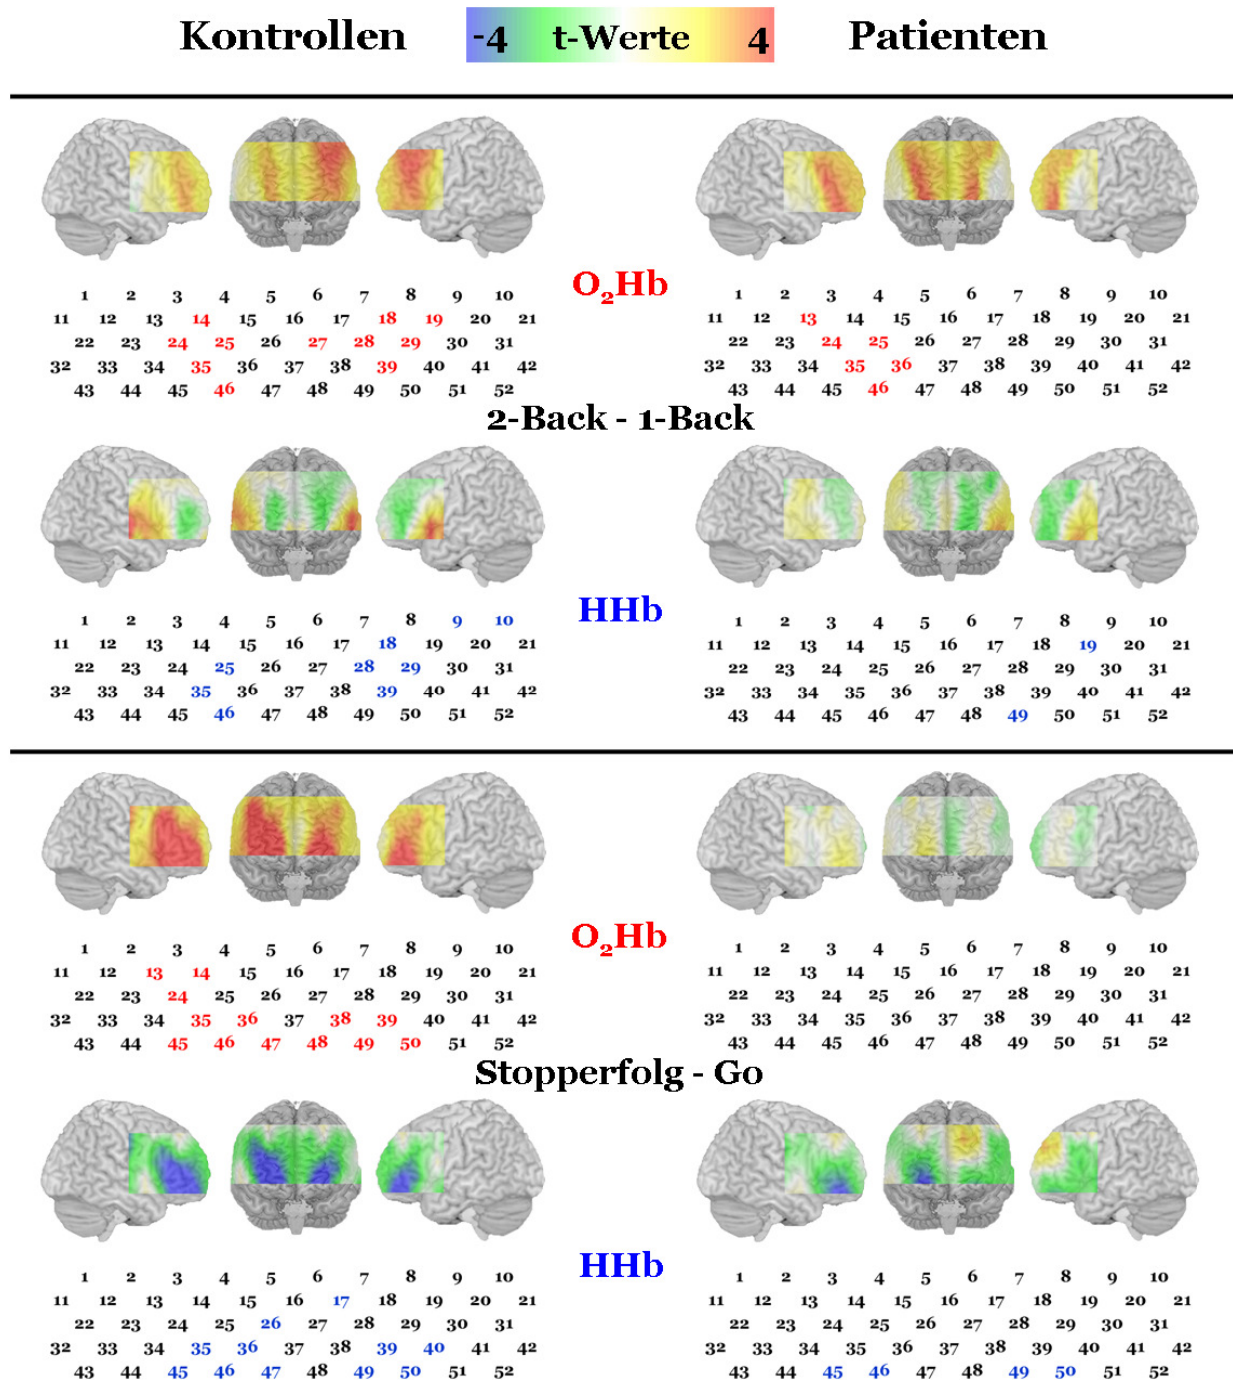 Kontrollen -4 t-Werte 4 Patienten
O₂Hb
1 2 3 4 5 6 7 8 9 10
11 12 13 14 15 16 17 18 19 20 21
22 23 24 25 26 27 28 29 30 31
32 33 34 35 36 37 38 39 40 41 42
43 44 45 46 47 48 49 50 51 52
1 2 3 4 5 6 7 8 9 10
11 12 13 14 15 16 17 18 19 20 21
22 23 24 25 26 27 28 29 30 31
32 33 34 35 36 37 38 39 40 41 42
43 44 45 46 47 48 49 50 51 52
2-Back - 1-Back
HHb
1 2 3 4 5 6 7 8 9 10
11 12 13 14 15 16 17 18 19 20 21
22 23 24 25 26 27 28 29 30 31
32 33 34 35 36 37 38 39 40 41 42
43 44 45 46 47 48 49 50 51 52
1 2 3 4 5 6 7 8 9 10
11 12 13 14 15 16 17 18 19 20 21
22 23 24 25 26 27 28 29 30 31
32 33 34 35 36 37 38 39 40 41 42
43 44 45 46 47 48 49 50 51 52
O₂Hb
1 2 3 4 5 6 7 8 9 10
11 12 13 14 15 16 17 18 19 20 21
22 23 24 25 26 27 28 29 30 31
32 33 34 35 36 37 38 39 40 41 42
43 44 45 46 47 48 49 50 51 52
1 2 3 4 5 6 7 8 9 10
11 12 13 14 15 16 17 18 19 20 21
22 23 24 25 26 27 28 29 30 31
32 33 34 35 36 37 38 39 40 41 42
43 44 45 46 47 48 49 50 51 52
Stopperfolg - Go
HHb
1 2 3 4 5 6 7 8 9 10
11 12 13 14 15 16 17 18 19 20 21
22 23 24 25 26 27 28 29 30 31
32 33 34 35 36 37 38 39 40 41 42
43 44 45 46 47 48 49 50 51 52
1 2 3 4 5 6 7 8 9 10
11 12 13 14 15 16 17 18 19 20 21
22 23 24 25 26 27 28 29 30 31
32 33 34 35 36 37 38 39 40 41 42
43 44 45 46 47 48 49 50 51 52